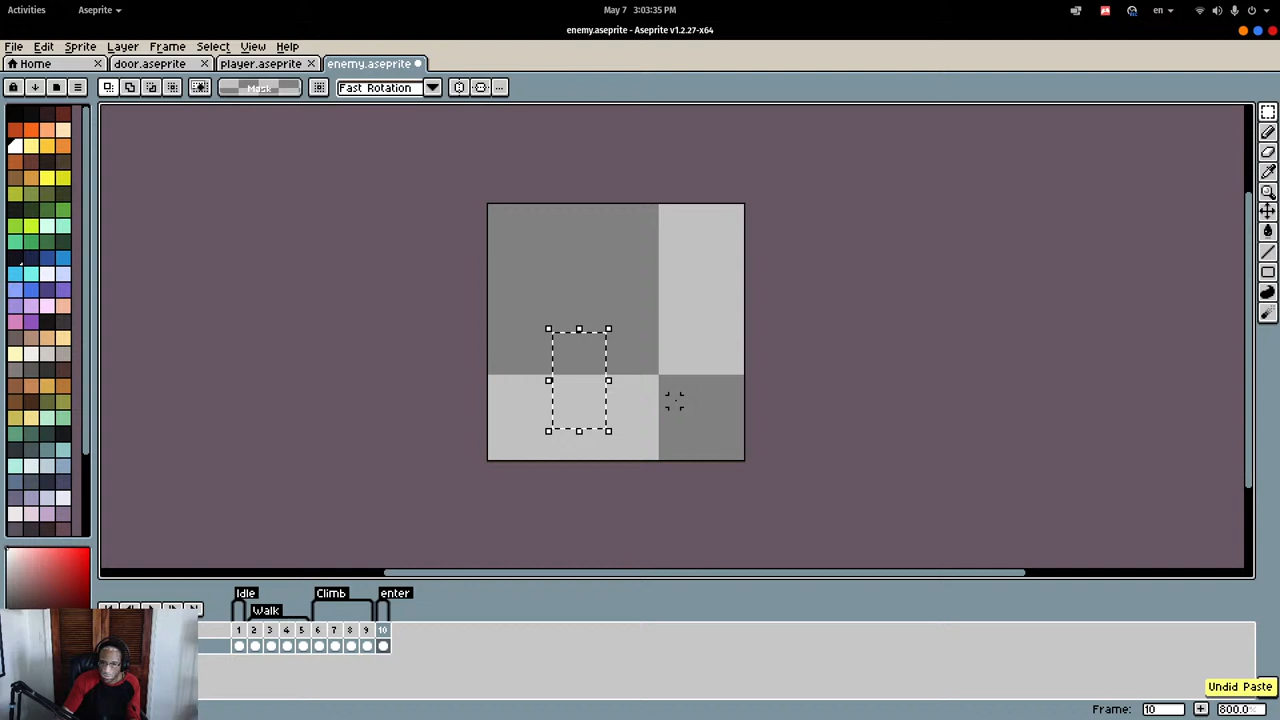 Activities Aseprite May 7 3:03:35 PM en
enemy.aseprite - Aseprite v1.2.27-x64
File Edit Sprite Layer Frame Select View Help
Home door.aseprite player.aseprite enemy.aseprite
Mask Fast Rotation ...
Idle Climb enter
Walk
1 2 3 4 5 6 7 8 9 10
Undid Paste
Frame: 10 + 800.0%